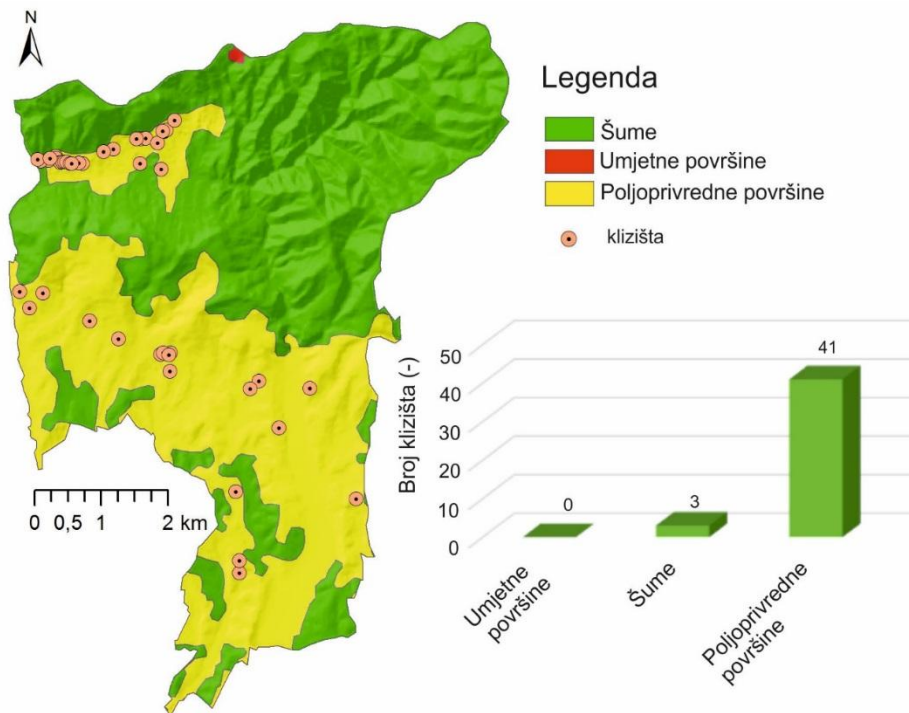 N
Legenda
Šume
Umjetne površine
Poljoprivredne površine
klizišta
0 0,5 1 2 km
Broj klizišta (-)
50
40
30
20
10
0
0
3
41
Umjetne
površine
Šume
Poljoprivredne
površine